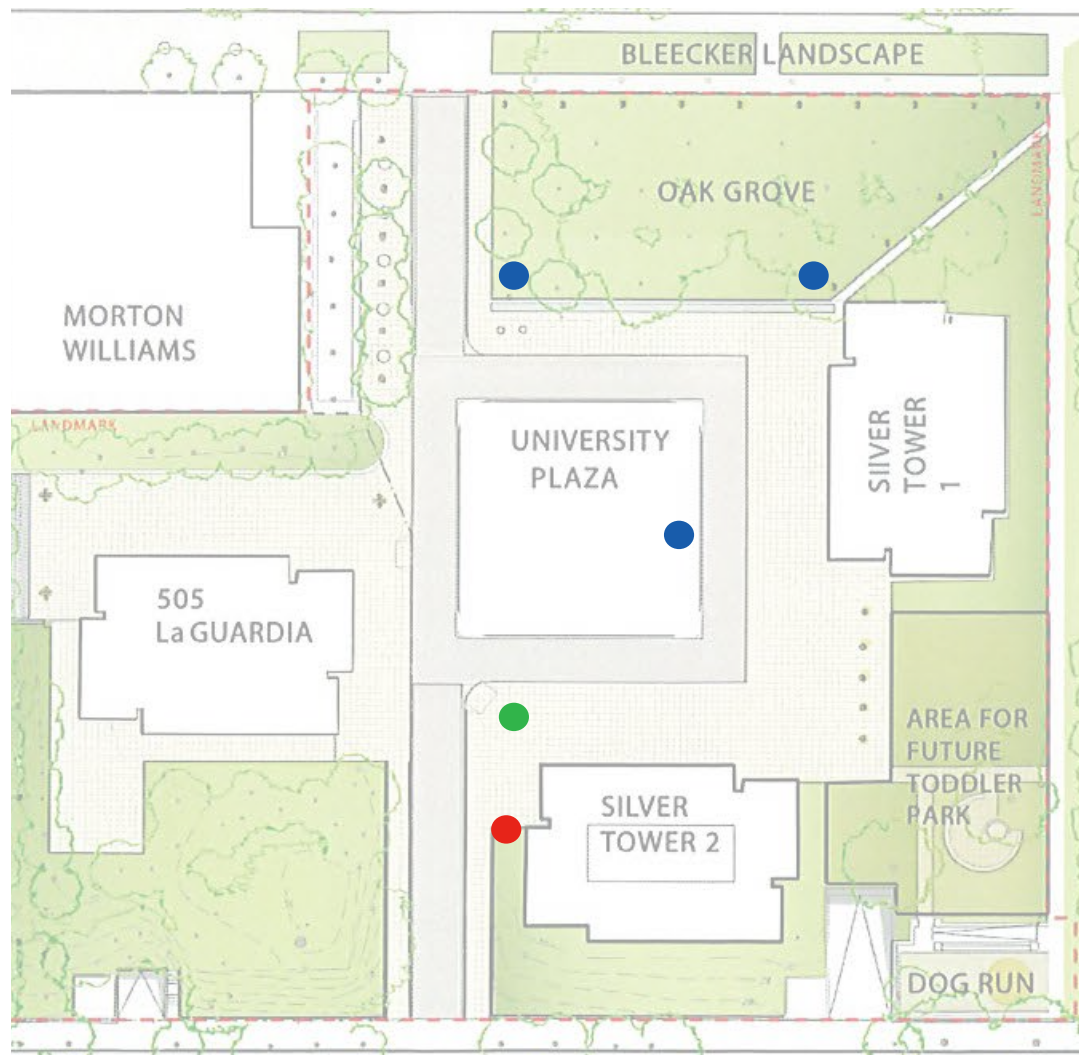 BLEECKER LANDSCAPE
OAK GROVE
LANDMARK
MORTON
WILLIAMS
LANDMARK
UNIVERSITY
PLAZA
SIlVER
TOWER
1
505
La GUARDIA
AREA FOR
FUTURE
TODDLER
PARK
SILVER
TOWER 2
DOG RUN